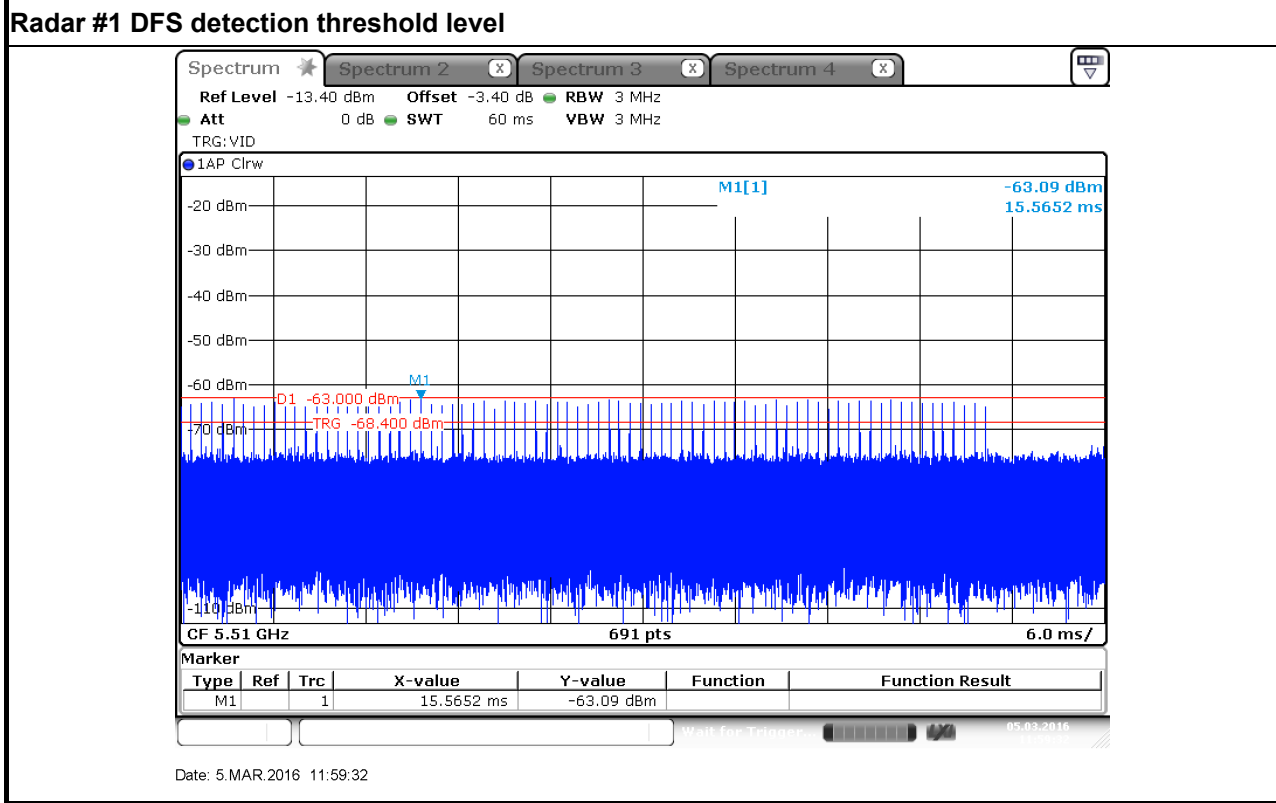 Radar #1 DFS detection threshold level
Spectrum Spectrum 2 X Spectrum 3 X Spectrum 4 X
Ref Level -13.40 dBm Offset -3.40 dB RBW 3 MHz
Att 0 dB SWT 60 ms VBW 3 MHz
TRG:VID
1AP Clrw
M1[1] -63.09 dBm
15.5652 ms
-20 dBm
-30 dBm
-40 dBm
-50 dBm
-60 dBm
M1
D1 -63.000 dBm
TRG -68.400 dBm
-70 dBm
-110 dBm
CF 5.51 GHz 691 pts 6.0 ms/
Marker
Type Ref Trc X-value Y-value Function Function Result
M1 1 15.5652 ms -63.09 dBm
Wait for Trigger... LXI 05.03.2016
Date: 5.MAR.2016 11:59:32